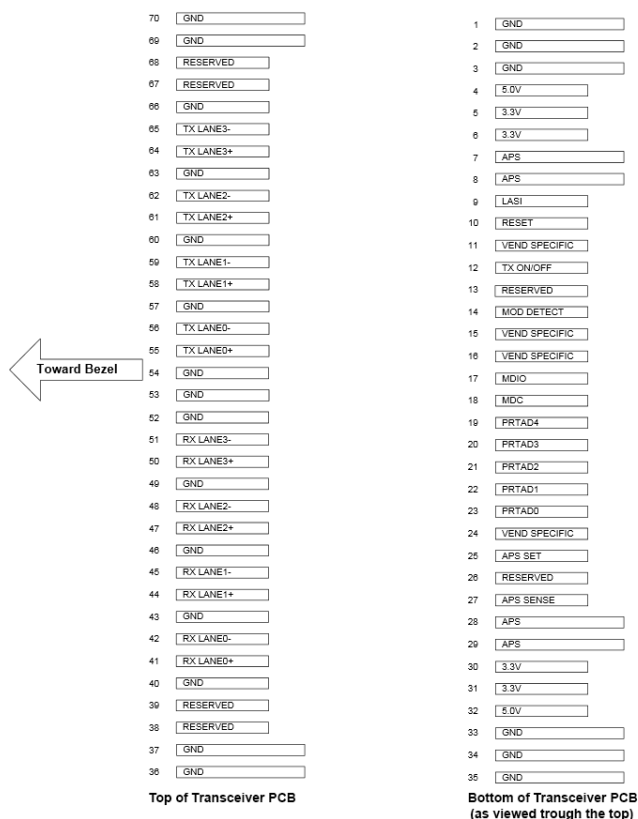 70 GND
69 GND
68 RESERVED
67 RESERVED
66 GND
65 TX LANE3-
64 TX LANE3+
63 GND
62 TX LANE2-
61 TX LANE2+
60 GND
59 TX LANE1-
58 TX LANE1+
57 GND
56 TX LANE0-
55 TX LANE0+
54 GND
53 GND
52 GND
51 RX LANE3-
50 RX LANE3+
49 GND
48 RX LANE2-
47 RX LANE2+
46 GND
45 RX LANE1-
44 RX LANE1+
43 GND
42 RX LANE0-
41 RX LANE0+
40 GND
39 RESERVED
38 RESERVED
37 GND
36 GND
Top of Transceiver PCB
Toward Bezel
1 GND
2 GND
3 GND
4 5.0V
5 3.3V
6 3.3V
7 APS
8 APS
9 LASI
10 RESET
11 VEND SPECIFIC
12 TX ON/OFF
13 RESERVED
14 MOD DETECT
15 VEND SPECIFIC
16 VEND SPECIFIC
17 MDIO
18 MDC
19 PRTAD4
20 PRTAD3
21 PRTAD2
22 PRTAD1
23 PRTAD0
24 VEND SPECIFIC
25 APS SET
26 RESERVED
27 APS SENSE
28 APS
29 APS
30 3.3V
31 3.3V
32 5.0V
33 GND
34 GND
35 GND
Bottom of Transceiver PCB
(as viewed trough the top)